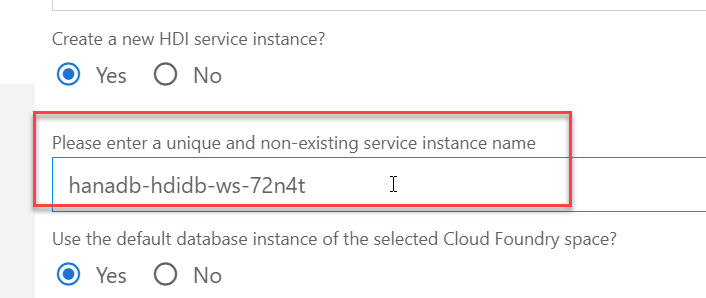 Create a new HDI service instance?
Yes No
Please enter a unique and non-existing service instance name
hanadb-hdidb-ws-72n4t
Use the default database instance of the selected Cloud Foundry space?
Yes No